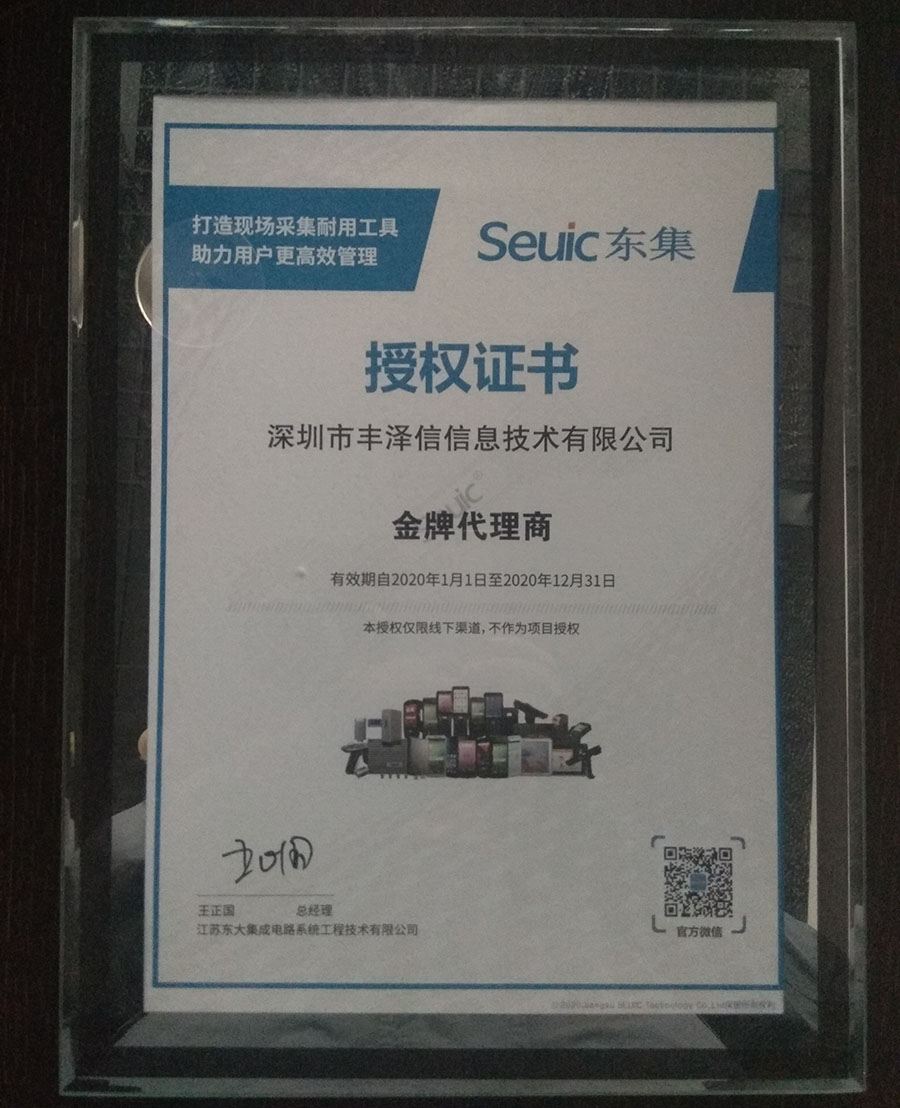 打造现场采集耐用工具
助力用户更高效管理
Seuic东集
授权证书
深圳市丰泽信信息技术有限公司
金牌代理商
有效期自2020年1月1日至2020年12月31日
本授权仅限线下渠道，不作为项目授权
王正国 总经理
江苏东大集成电路系统工程技术有限公司
官方微信